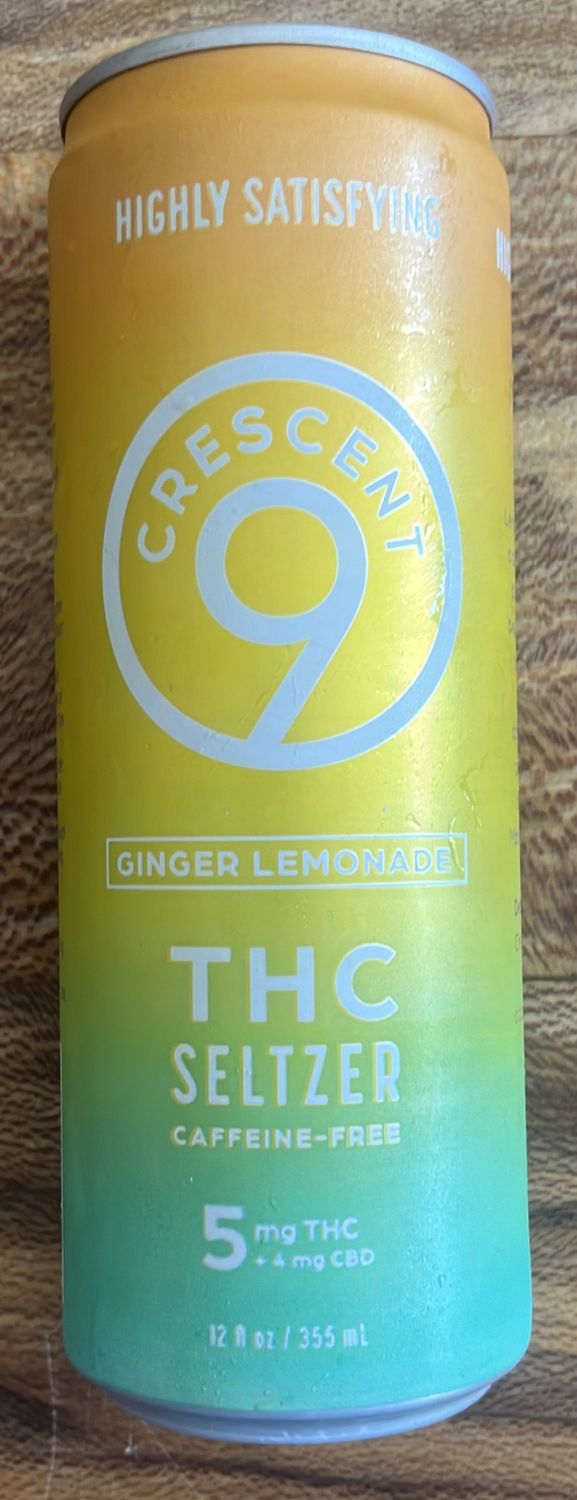 HIGHLY SATISFYING
CRESCENT
9
GINGER LEMONADE
THC
SELTZER
CAFFEINE-FREE
5 mg THC
+ 4 mg CBD
12 fl oz / 355 mL